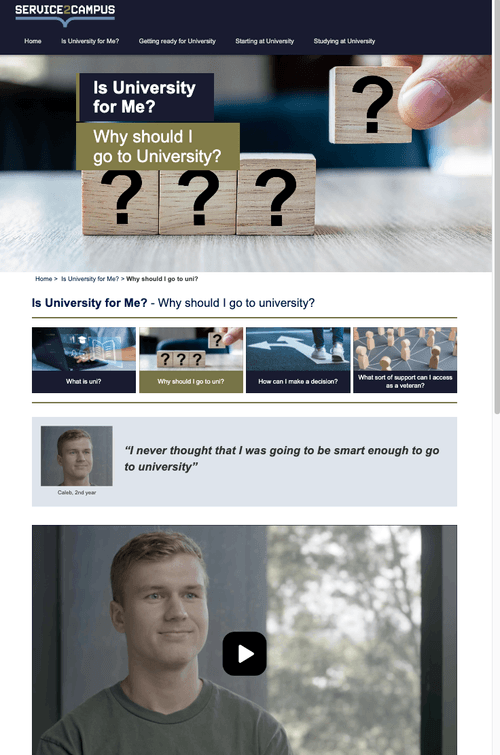 SERVICE2CAMPUS
Home Is University for Me? Getting ready for University Starting at University Studying at University
Is University
for Me?
Why should I
go to University?
?
? ? ?
Home > Is University for Me? > Why should I go to uni?
Is University for Me? - Why should I go to university?
? ? ? ?
What is uni? Why should I go to uni? How can I make a decision? What sort of support can I access
as a veteran?
“I never thought that I was going to be smart enough to go
to university”
Caleb, 2nd year